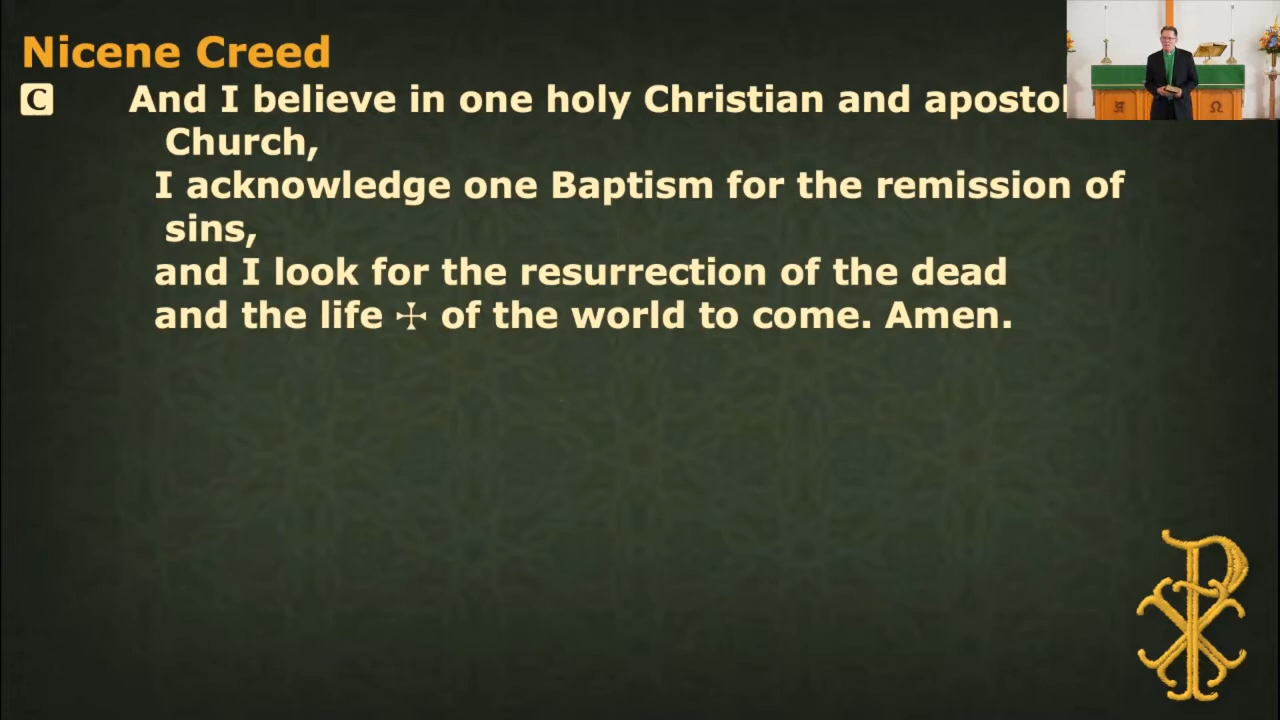 Nicene Creed
C And I believe in one holy Christian and apostol
Church,
I acknowledge one Baptism for the remission of
sins,
and I look for the resurrection of the dead
and the life ☩ of the world to come. Amen.
Α Ω